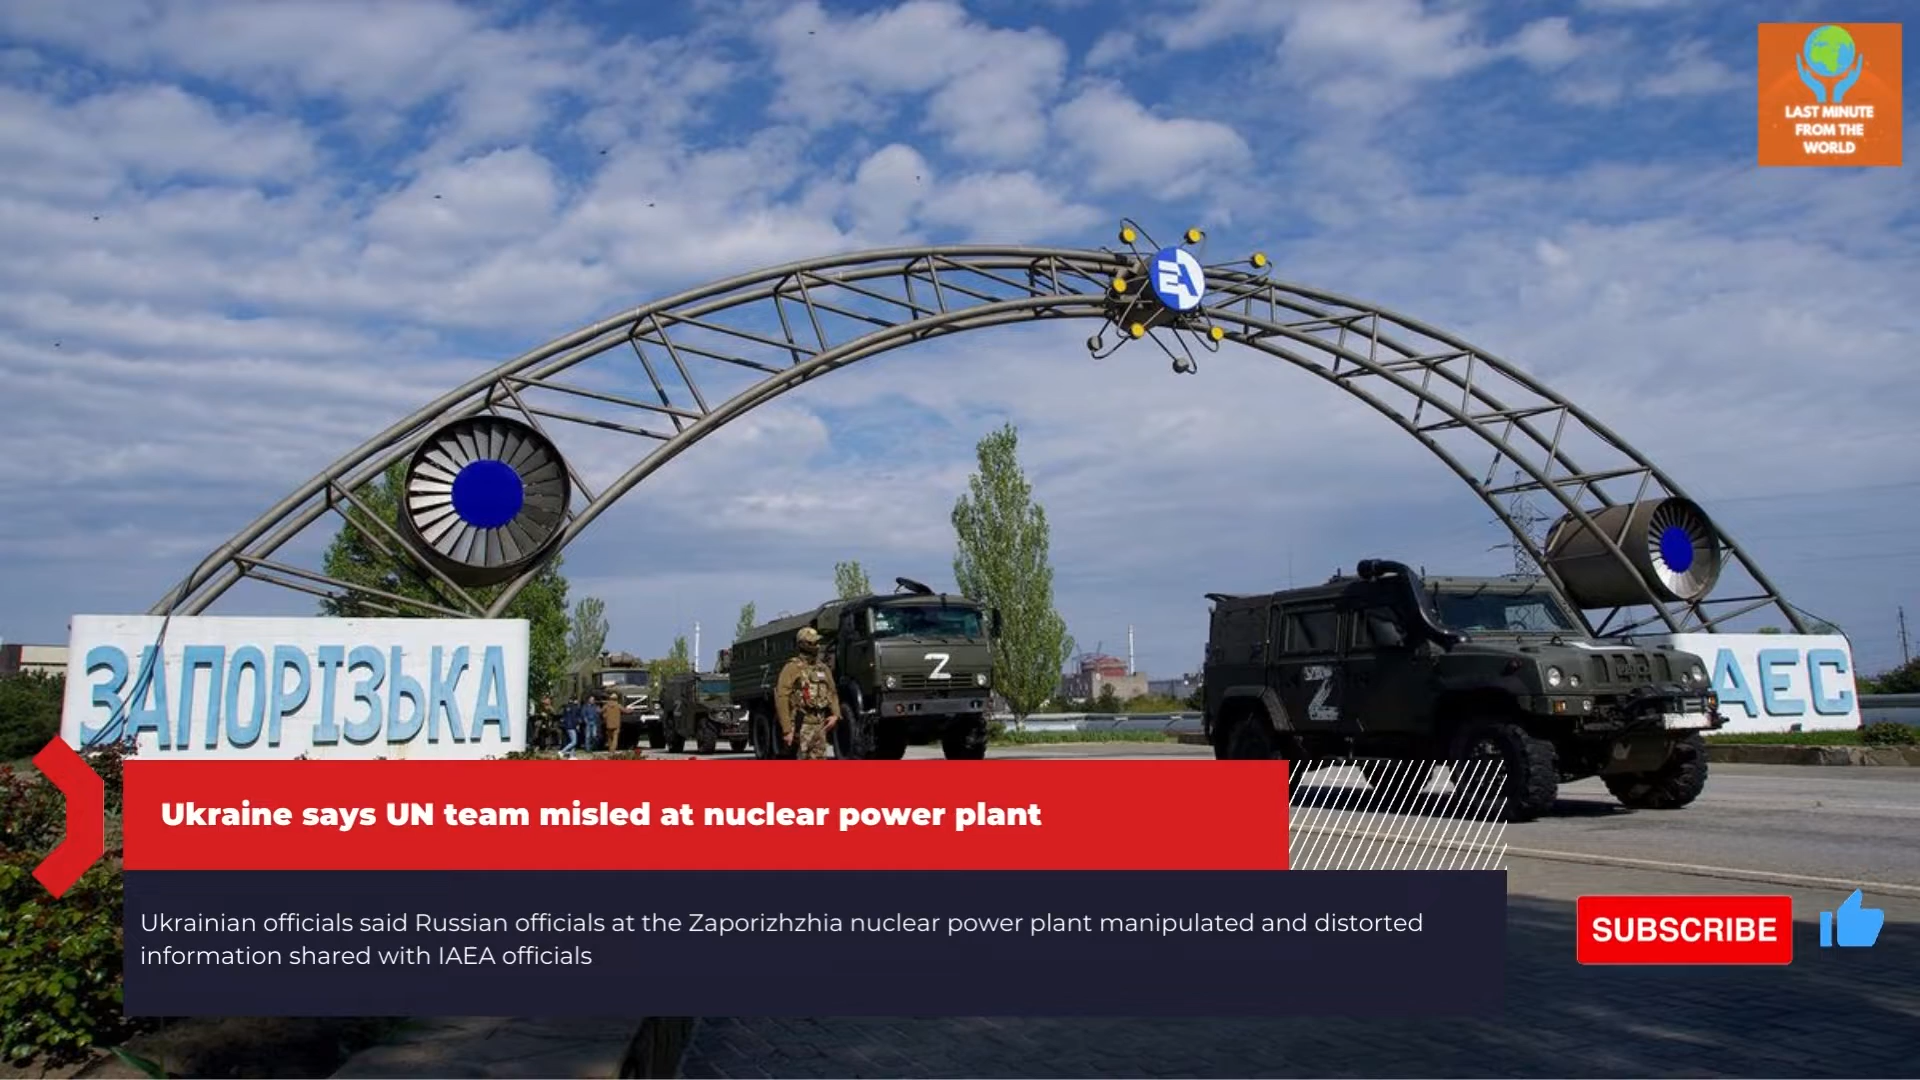 LAST MINUTE
FROM THE
WORLD
ЗАПОРІЗЬКА
АЕС
Z
Z
Ukraine says UN team misled at nuclear power plant
Ukrainian officials said Russian officials at the Zaporizhzhia nuclear power plant manipulated and distorted
information shared with IAEA officials
SUBSCRIBE